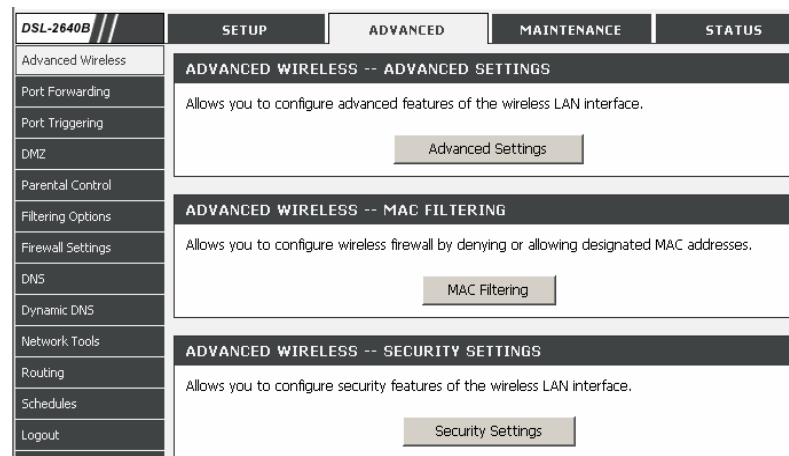 DSL-2640B
SETUP
ADVANCED
MAINTENANCE
STATUS
Advanced Wireless
Port Forwarding
Port Triggering
DMZ
Parental Control
Filtering Options
Firewall Settings
DNS
Dynamic DNS
Network Tools
Routing
Schedules
Logout
ADVANCED WIRELESS -- ADVANCED SETTINGS
Allows you to configure advanced features of the wireless LAN interface.
Advanced Settings
ADVANCED WIRELESS -- MAC FILTERING
Allows you to configure wireless firewall by denying or allowing designated MAC addresses.
MAC Filtering
ADVANCED WIRELESS -- SECURITY SETTINGS
Allows you to configure security features of the wireless LAN interface.
Security Settings